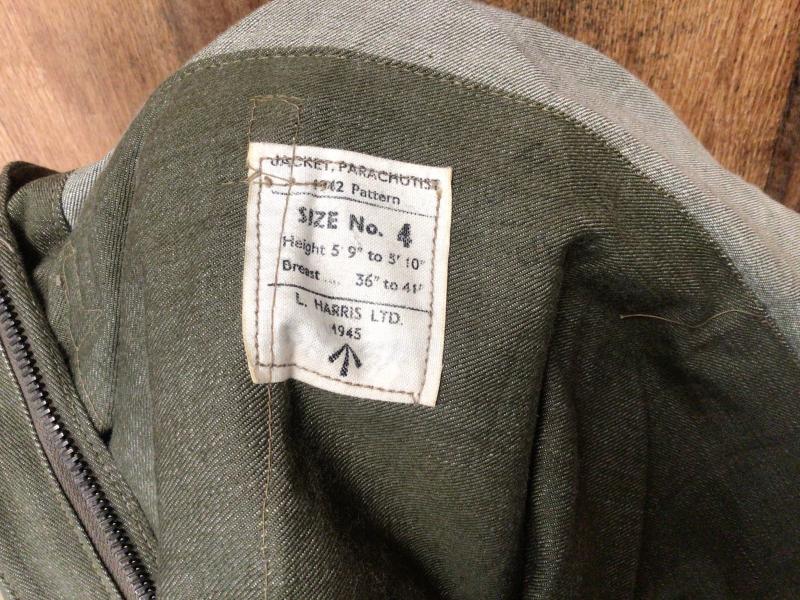 JACKET, PARACHUTIST
1942 Pattern
SIZE No. 4
Height 5' 9" to 5' 10"
Breast .... 36" to 41"
L. HARRIS LTD.
1945